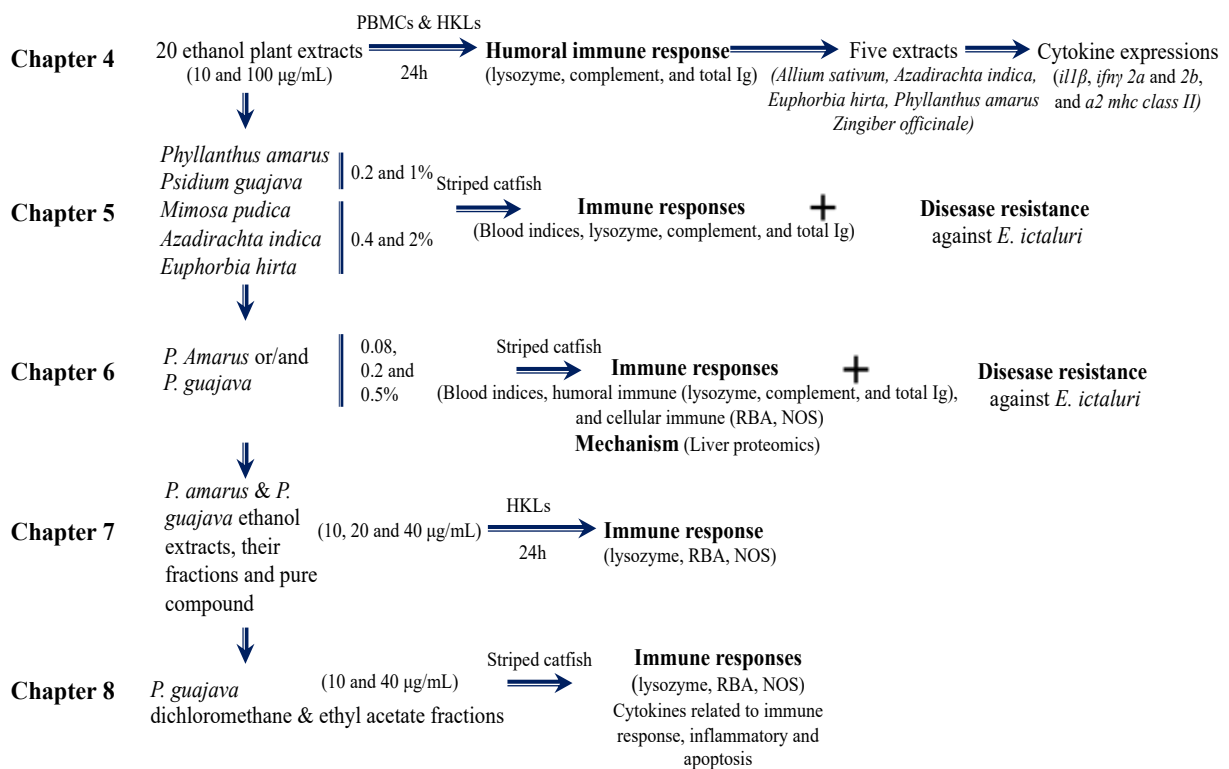 PBMCs & HKLs
Chapter 4
20 ethanol plant extracts
(10 and 100 μg/mL)
24h
Humoral immune response
(lysozyme, complement, and total Ig)
Five extracts
(Allium sativum, Azadirachta indica,
Euphorbia hirta, Phyllanthus amarus
Zingiber officinale)
Cytokine expressions
(il1β, ifnγ 2a and 2b,
and a2 mhc class II)
Chapter 5
Phyllanthus amarus
Psidium guajava
Mimosa pudica
Azadirachta indica
Euphorbia hirta
0.2 and 1%
0.4 and 2%
Striped catfish
Immune responses
(Blood indices, lysozyme, complement, and total Ig)
+
Disease resistance
against E. ictaluri
Chapter 6
P. Amarus or/and
P. guajava
0.08,
0.2 and
0.5%
Striped catfish
Immune responses
(Blood indices, humoral immune (lysozyme, complement, and total Ig),
and cellular immune (RBA, NOS)
Mechanism (Liver proteomics)
+
Disease resistance
against E. ictaluri
Chapter 7
P. amarus & P.
guajava ethanol
extracts, their
fractions and pure
compound
(10, 20 and 40 μg/mL)
HKLs
24h
Immune response
(lysozyme, RBA, NOS)
Chapter 8
P. guajava
dichloromethane & ethyl acetate fractions
(10 and 40 μg/mL)
Striped catfish
Immune responses
(lysozyme, RBA, NOS)
Cytokines related to immune
response, inflammatory and
apoptosis